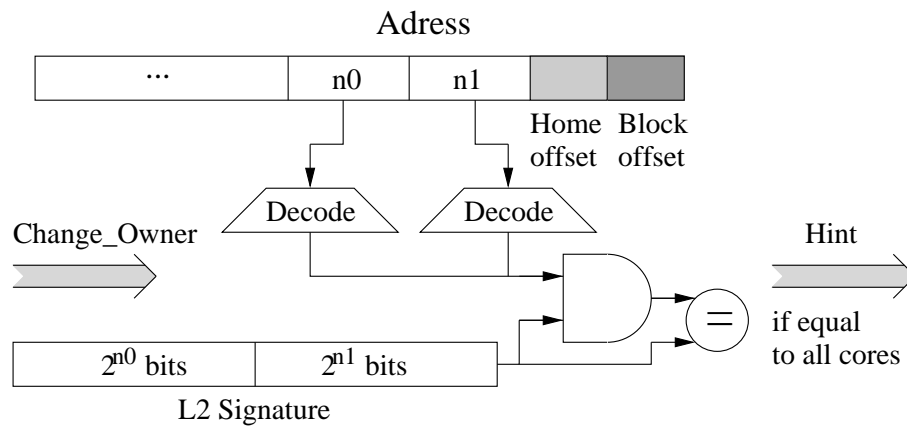 Adress
... n0 n1
Home Block
offset offset
Decode Decode
Change_Owner Hint
=
if equal
to all cores
2^n0 bits 2^n1 bits
L2 Signature